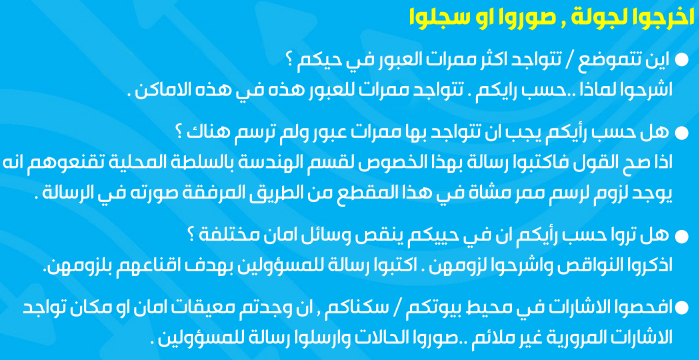 اخرجوا لجولة , صوروا او سجلوا
● اين تتموضع / تتواجد اكثر ممرات العبور في حيكم ؟
اشرحوا لماذا ..حسب رايكم . تتواجد ممرات للعبور هذه في هذه الاماكن .
● هل حسب رأيكم يجب ان تتواجد بها ممرات عبور ولم ترسم هناك ؟
اذا صح القول فاكتبوا رسالة بهذا الخصوص لقسم الهندسة بالسلطة المحلية تقنعوهم انه
يوجد لزوم لرسم ممر مشاة في هذا المقطع من الطريق المرفقة صورته في الرسالة .
● هل تروا حسب رأيكم ان في حييكم ينقص وسائل امان مختلفة ؟
اذكروا النواقص واشرحوا لزومهن . اكتبوا رسالة للمسؤولين بهدف اقناعهم بلزومهن.
● افحصوا الاشارات في محيط بيوتكم / سكناكم , ان وجدتم معيقات امان او مكان تواجد
الاشارات المرورية غير ملائم ..صوروا الحالات وارسلوا رسالة للمسؤولين .